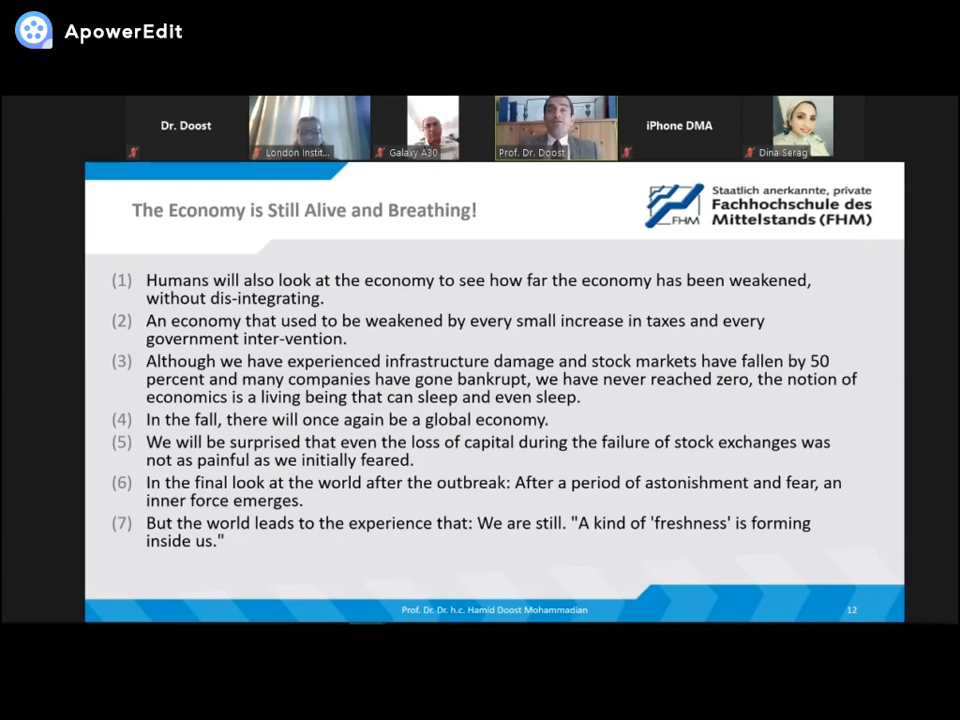 ApowerEdit
Dr. Doost
iPhone DMA
London Instit...
Galaxy A30
Prof. Dr. Doost
Dina Serag
The Economy is Still Alive and Breathing!
FHM
Staatlich anerkannte, private
Fachhochschule des
Mittelstands (FHM)
(1) Humans will also look at the economy to see how far the economy has been weakened,
without dis-integrating.
(2) An economy that used to be weakened by every small increase in taxes and every
government inter-vention.
(3) Although we have experienced infrastructure damage and stock markets have fallen by 50
percent and many companies have gone bankrupt, we have never reached zero, the notion of
economics is a living being that can sleep and even sleep.
(4) In the fall, there will once again be a global economy.
(5) We will be surprised that even the loss of capital during the failure of stock exchanges was
not as painful as we initially feared.
(6) In the final look at the world after the outbreak: After a period of astonishment and fear, an
inner force emerges.
(7) But the world leads to the experience that: We are still. "A kind of 'freshness' is forming
inside us."
Prof. Dr. Dr. h.c. Hamid Doost Mohammadian
12